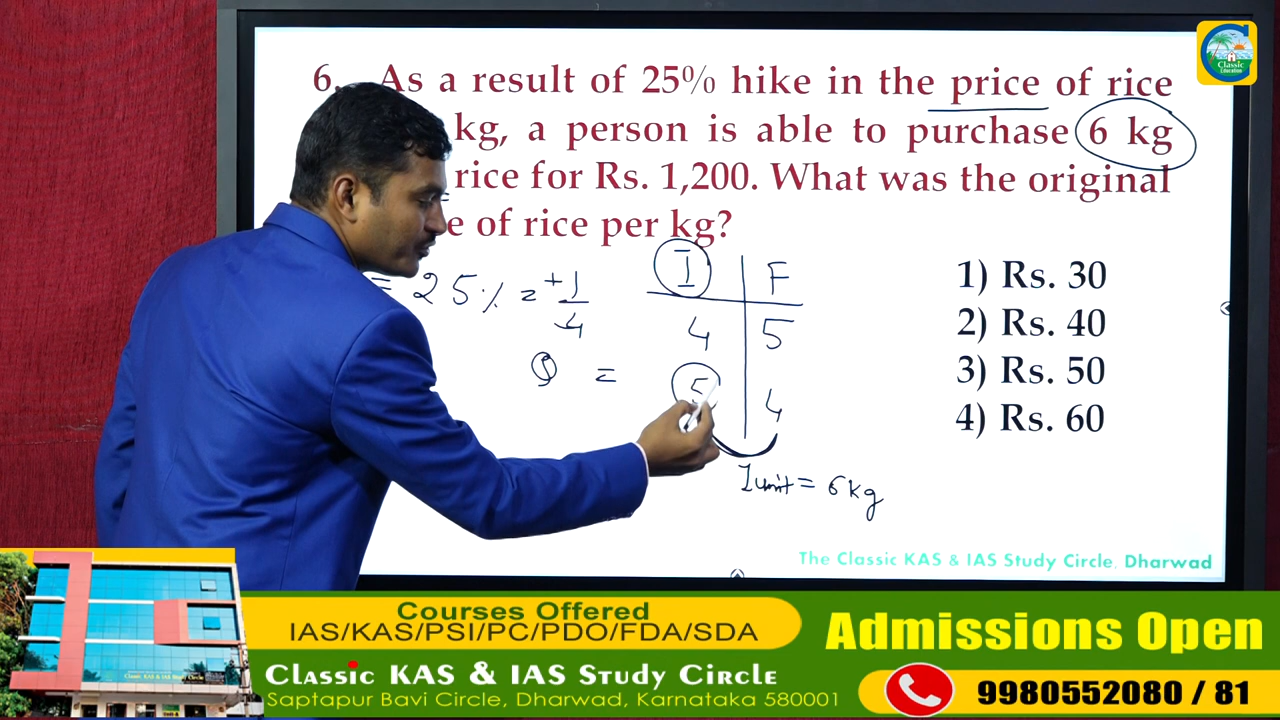 Classic
Education
6. As a result of 25% hike in the price of rice
kg, a person is able to purchase 6 kg
rice for Rs. 1,200. What was the original
e of rice per kg?
= 25% = +1/4
I F
4 5
Q = 5 4
1 unit = 6 kg
1) Rs. 30
2) Rs. 40
3) Rs. 50
4) Rs. 60
The Classic KAS & IAS Study Circle, Dharwad
Courses Offered
IAS/KAS/PSI/PC/PDO/FDA/SDA
Classic KAS & IAS Study Circle
Saptapur Bavi Circle, Dharwad, Karnataka 580001
Admissions Open
9980552080 / 81